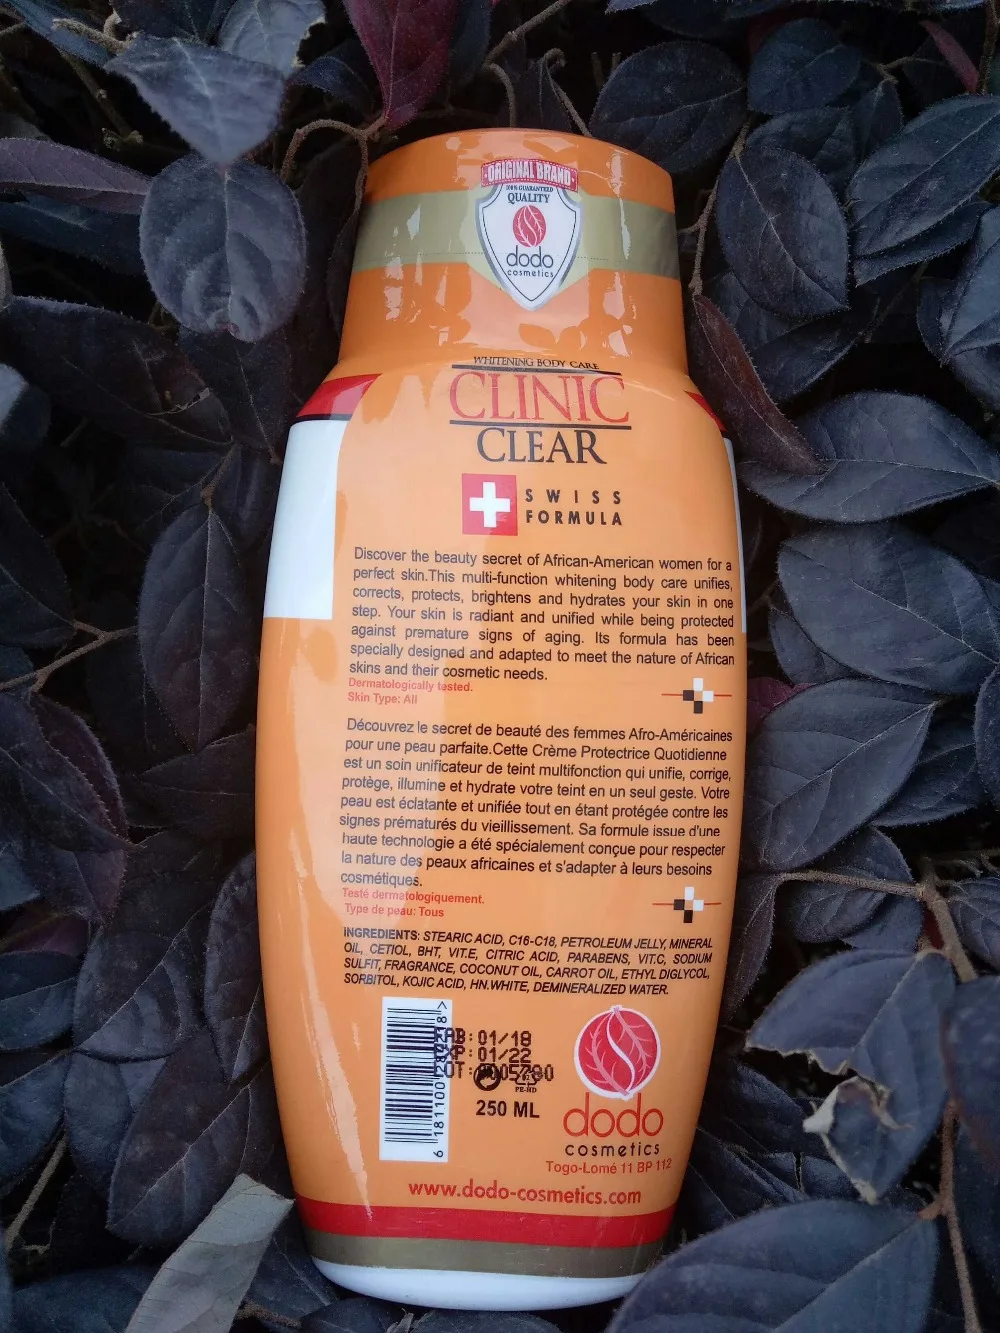 ORIGINAL BRAND
100% GUARANTEED
QUALITY
dodo
cosmetics
WHITENING BODY CARE
CLINIC
CLEAR
SWISS
FORMULA
Discover the beauty secret of African-American women for a
perfect skin.This multi-function whitening body care unifies,
corrects, protects, brightens and hydrates your skin in one
step. Your skin is radiant and unified while being protected
against premature signs of aging. Its formula has been
specially designed and adapted to meet the nature of African
skins and their cosmetic needs.
Dermatologically tested.
Skin Type: All
Découvrez le secret de beauté des femmes Afro-Américaines
pour une peau parfaite.Cette Crème Protectrice Quotidienne
est un soin unificateur de teint multifonction qui unifie, corrige,
protège, illumine et hydrate votre teint en un seul geste. Votre
peau est éclatante et unifiée tout en étant protégée contre les
signes prématurés du vieillissement. Sa formule issue d'une
haute technologie a été spécialement conçue pour respecter
la nature des peaux africaines et s'adapter à leurs besoins
cosmétiques.
Testé dermatologiquement.
Type de peau: Tous
INGREDIENTS: STEARIC ACID, C16-C18, PETROLEUM JELLY, MINERAL
OIL, CETIOL, BHT, VIT.E, CITRIC ACID, PARABENS, VIT.C, SODIUM
SULFIT, FRAGRANCE, COCONUT OIL, CARROT OIL, ETHYL DIGLYCOL,
SORBITOL, KOJIC ACID, HN.WHITE, DEMINERALIZED WATER.
: 01/18
: 01/22
250 ML
dodo
cosmetics
Togo-Lomé 11 BP 112
www.dodo-cosmetics.com